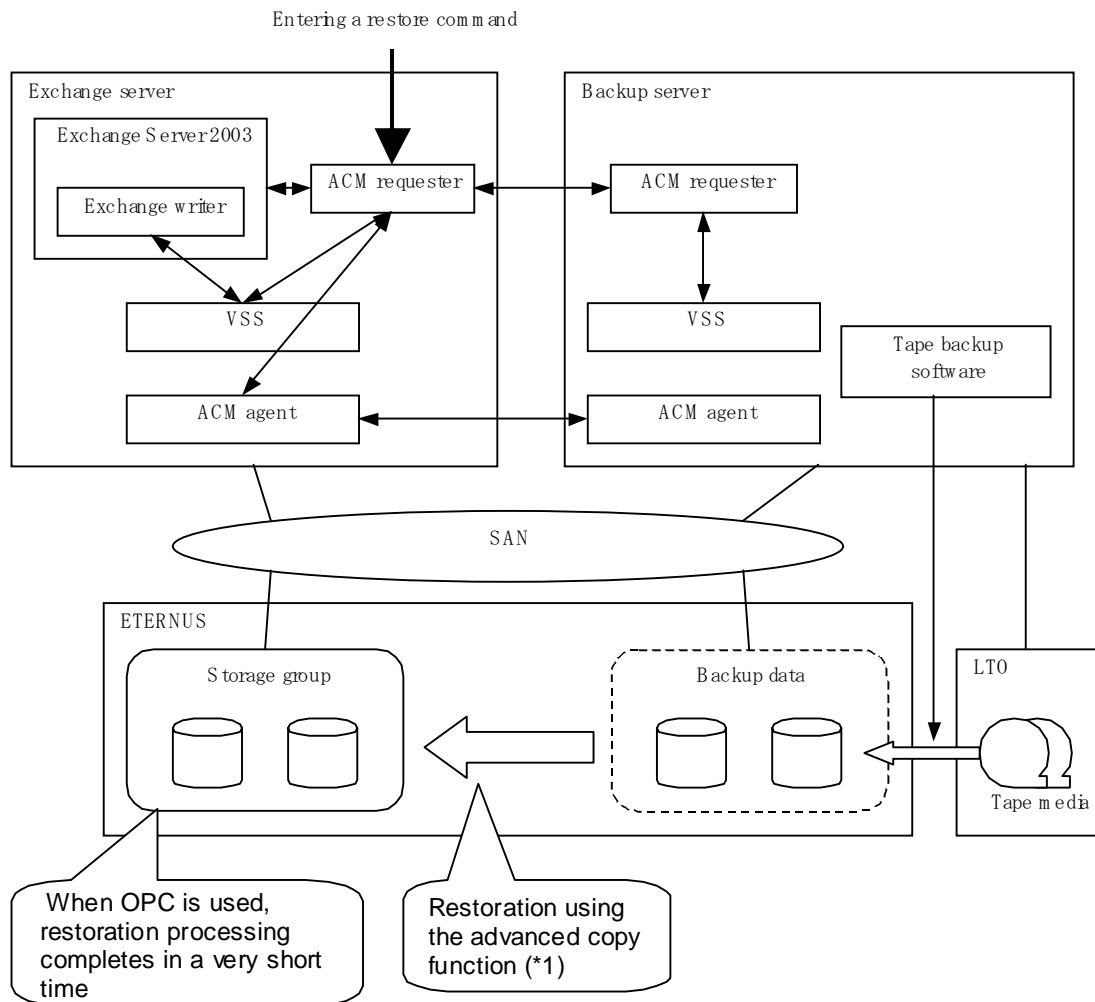 Entering a restore command
Exchange server
Backup server
Exchange Server 2003
ACM requester
ACM requester
Exchange writer
VSS
VSS
Tape backup
software
ACM agent
ACM agent
SAN
ETERNUS
Storage group
Backup data
LTO
Tape media
When OPC is used,
restoration processing
completes in a very short
time
Restoration using
the advanced copy
function (*1)